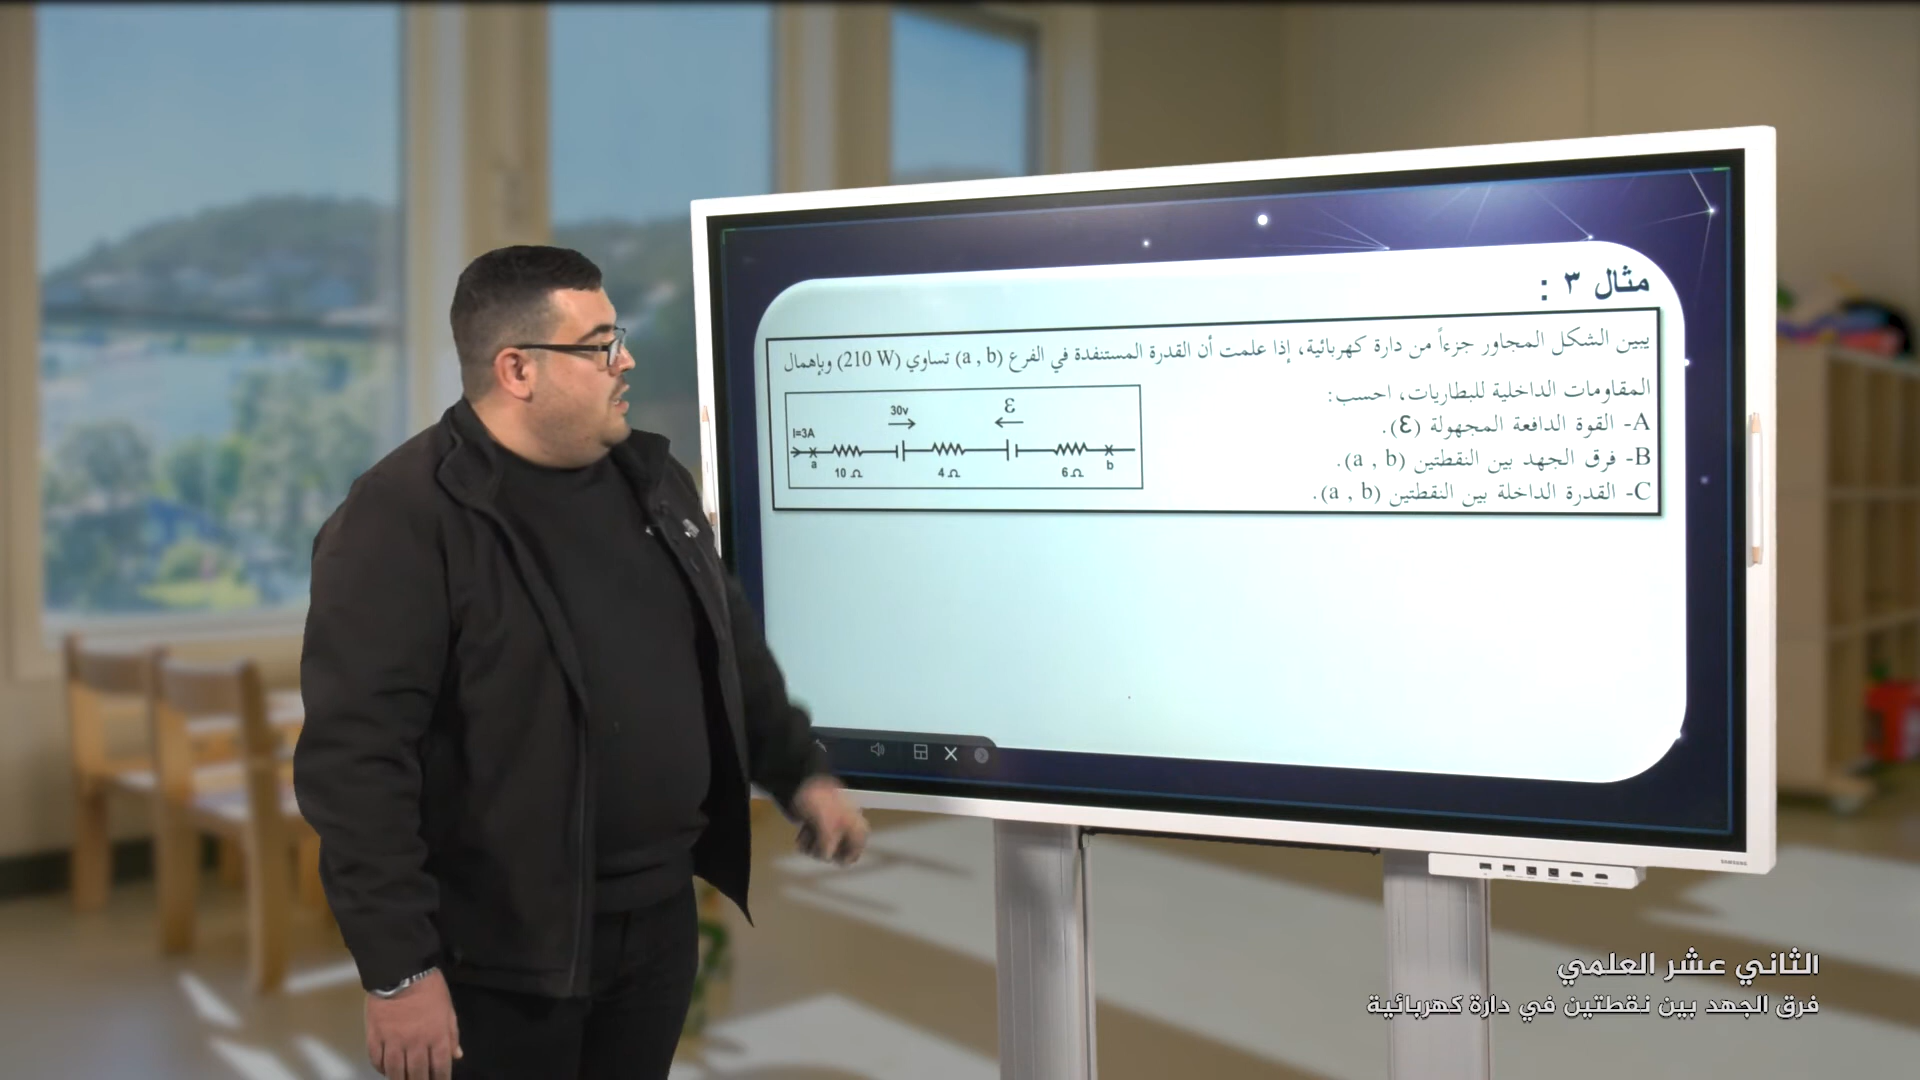 مثال ٣ :
يبين الشكل المجاور جزءاً من دارة كهربائية، إذا علمت أن القدرة المستنفدة في الفرع (a , b) تساوي (210 W) وبإهمال
المقاومات الداخلية للبطاريات، احسب:
A- القوة الدافعة المجهولة (Ɛ).
B- فرق الجهد بين النقطتين (a , b).
C- القدرة الداخلة بين النقطتين (a , b).
30v Ɛ
I=3A
a b
10 Ω 4 Ω 6 Ω
SAMSUNG
الثاني عشر العلمي
فرق الجهد بين نقطتين في دارة كهربائية